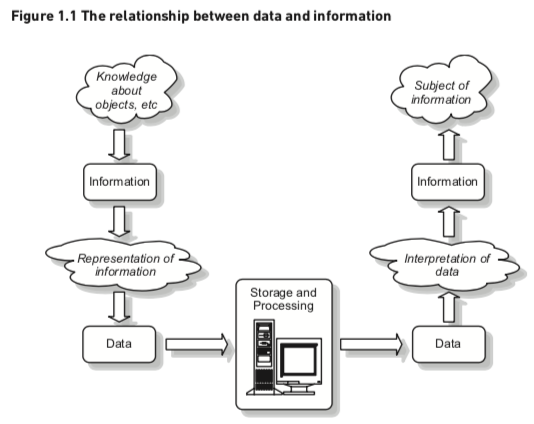 Figure 1.1 The relationship between data and information
Knowledge
about
objects, etc
Information
Representation of
information
Data
Storage and
Processing
Subject of
information
Information
Interpretation of
data
Data